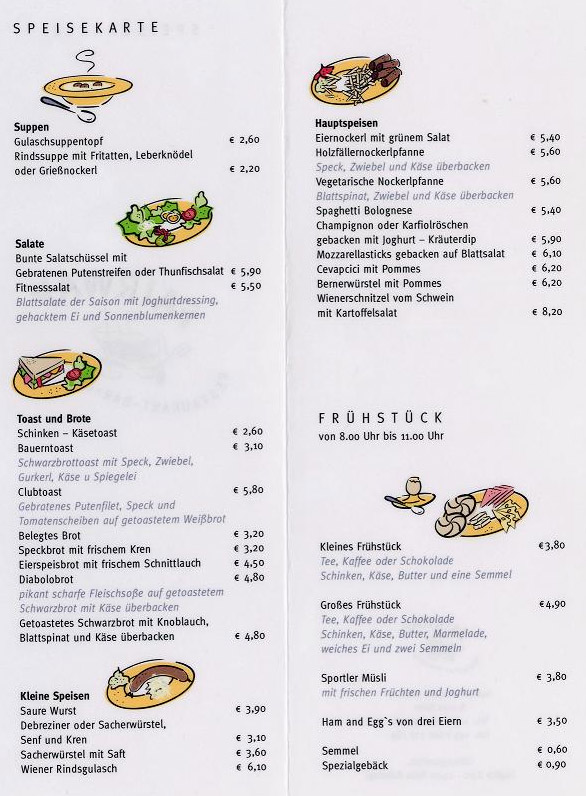 SPEISEKARTE
Suppen
Gulaschsuppentopf € 2,60
Rindssuppe mit Fritatten, Leberknödel
oder Grießnockerl € 2,20
Salate
Bunte Salatschüssel mit
Gebratenen Putenstreifen oder Thunfischsalat € 5,90
Fitnesssalat € 5,50
Blattsalate der Saison mit Joghurtdressing,
gehacktem Ei und Sonnenblumenkernen
Toast und Brote
Schinken – Käsetoast € 2,60
Bauerntoast € 3,10
Schwarzbrottoast mit Speck, Zwiebel,
Gurkerl, Käse u Spiegelei
Clubtoast € 5,80
Gebratenes Putenfilet, Speck und
Tomatenscheiben auf getoastetem Weißbrot
Belegtes Brot € 3,20
Speckbrot mit frischem Kren € 3,20
Eierspeisbrot mit frischem Schnittlauch € 4,50
Diabolobrot € 4,80
pikant scharfe Fleischsoße auf getoastetem
Schwarzbrot mit Käse überbacken
Getoastetes Schwarzbrot mit Knoblauch,
Blattspinat und Käse überbacken € 4,80
Kleine Speisen
Saure Wurst € 3,90
Debreziner oder Sacherwürstel,
Senf und Kren € 3,10
Sacherwürstel mit Saft € 3,60
Wiener Rindsgulasch € 6,10
Hauptspeisen
Eiernockerl mit grünem Salat € 5,40
Holzfällernockerlpfanne € 5,60
Speck, Zwiebel und Käse überbacken
Vegetarische Nockerlpfanne € 5,60
Blattspinat, Zwiebel und Käse überbacken
Spaghetti Bolognese € 5,40
Champignon oder Karfiolröschen
gebacken mit Joghurt – Kräuterdip € 5,90
Mozzarellasticks gebacken auf Blattsalat € 6,10
Cevapcici mit Pommes € 6,20
Bernerwürstel mit Pommes € 6,20
Wienerschnitzel vom Schwein
mit Kartoffelsalat € 8,20
FRÜHSTÜCK
von 8.00 Uhr bis 11.00 Uhr
Kleines Frühstück €3,80
Tee, Kaffee oder Schokolade
Schinken, Käse, Butter und eine Semmel
Großes Frühstück €4,90
Tee, Kaffee oder Schokolade
Schinken, Käse, Butter, Marmelade,
weiches Ei und zwei Semmeln
Sportler Müsli € 3,80
mit frischen Früchten und Joghurt
Ham and Egg`s von drei Eiern € 3,50
Semmel € 0,60
Spezialgebäck € 0,90